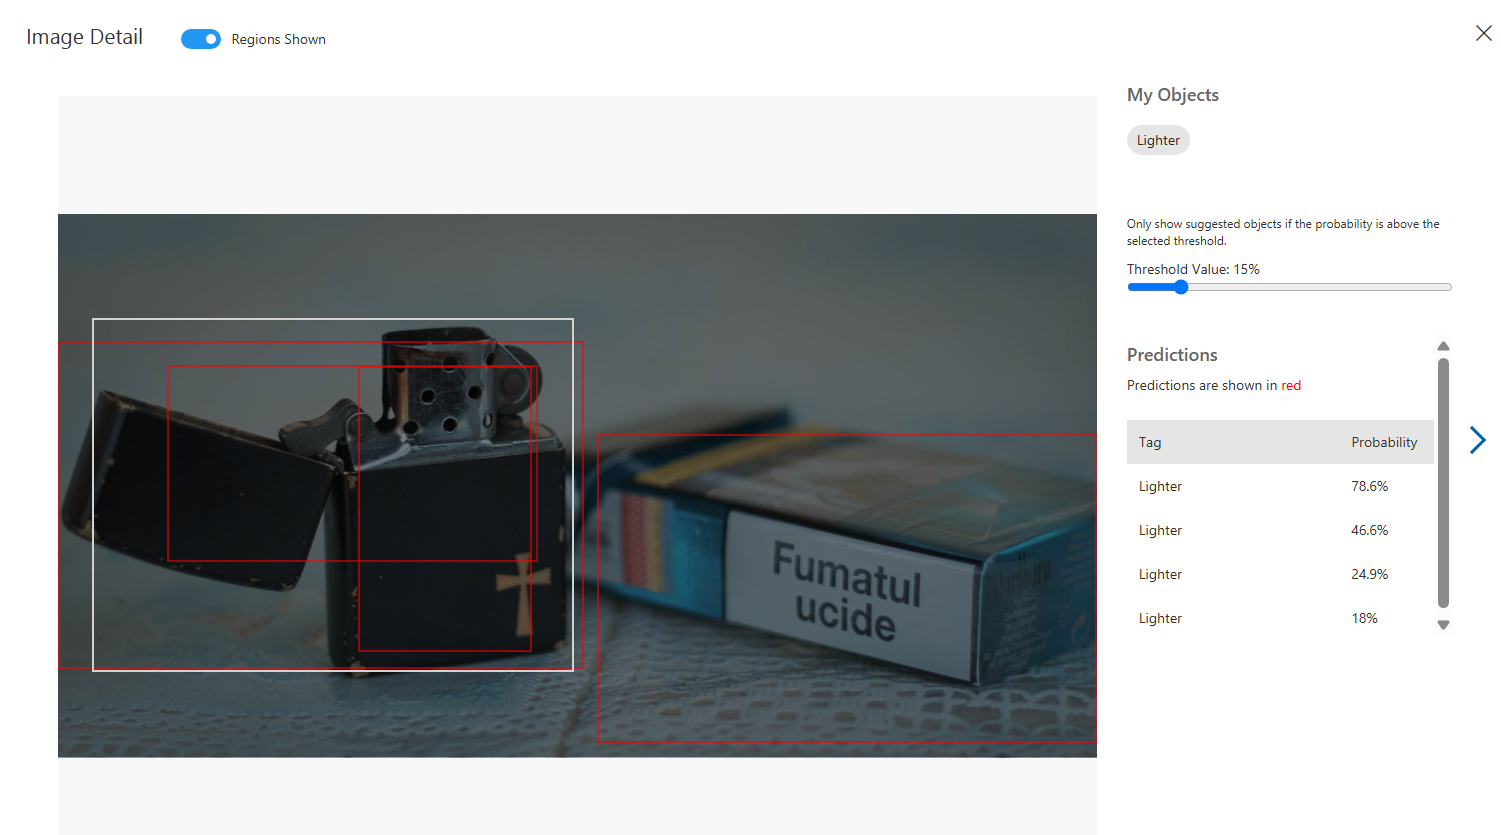 Image Detail
Regions Shown
My Objects
Lighter
Only show suggested objects if the probability is above the
selected threshold.
Threshold Value: 15%
Predictions
Predictions are shown in red
Tag Probability
Lighter 78.6%
Lighter 46.6%
Lighter 24.9%
Lighter 18%
Fumatul
ucide